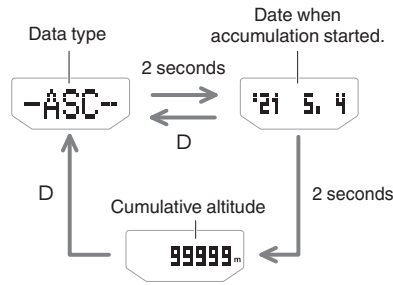 Date when
accumulation started.
Data type
2 seconds
-ASC-
'21 5. 4
D
D
2 seconds
Cumulative altitude
99999m